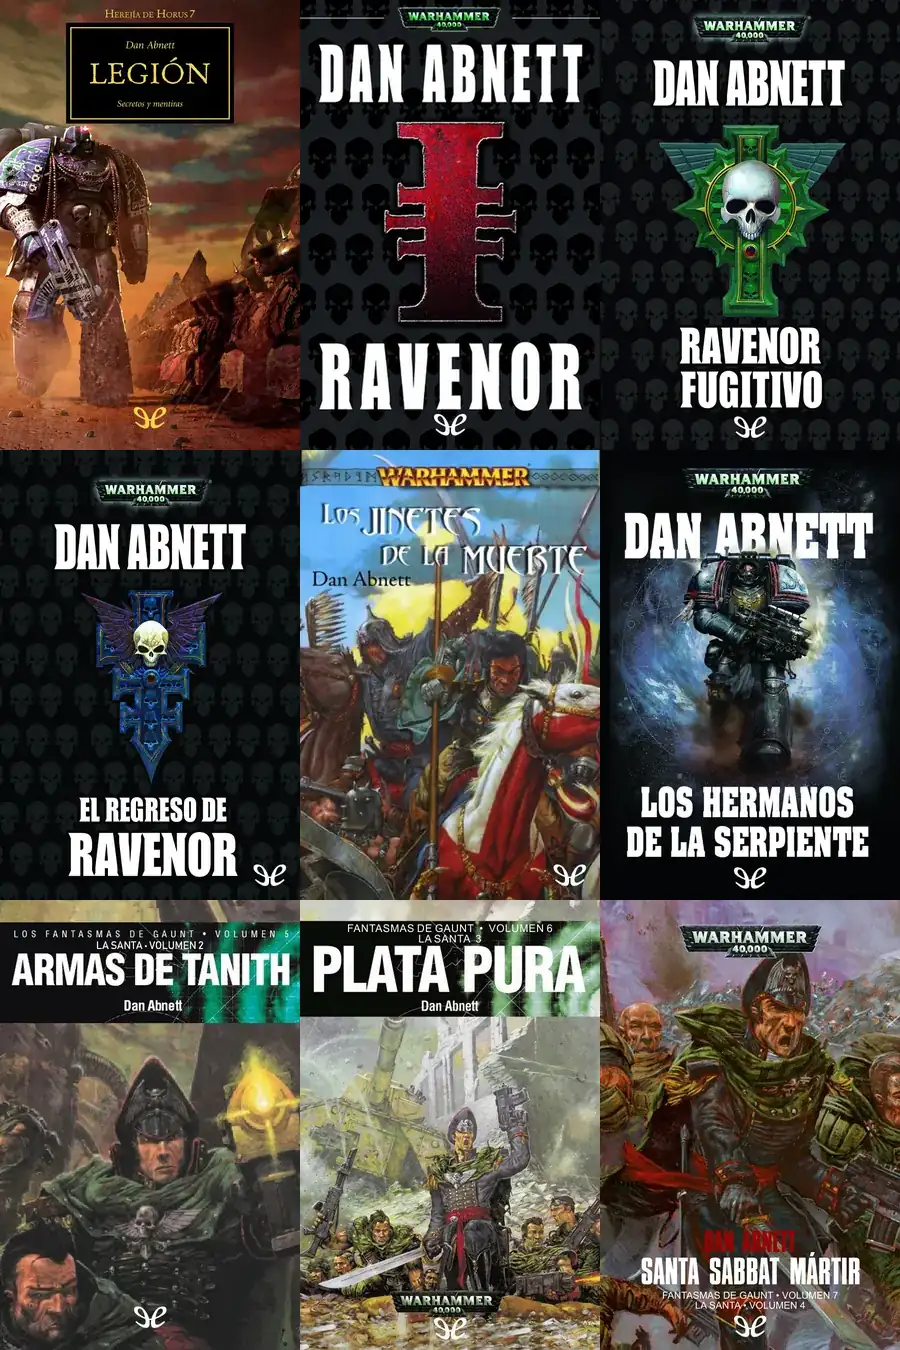 HEREJÍA DE HORUS 7
Dan Abnett
LEGIÓN
Secretos y mentiras
WARHAMMER
40,000
DAN ABNETT
RAVENOR
WARHAMMER
40,000
DAN ABNETT
RAVENOR
FUGITIVO
WARHAMMER
40,000
DAN ABNETT
EL REGRESO DE
RAVENOR
WARHAMMER
LOS JINETES
DE LA MUERTE
Dan Abnett
WARHAMMER
40,000
DAN ABNETT
LOS HERMANOS
DE LA SERPIENTE
LOS FANTASMAS DE GAUNT • VOLUMEN 5
LA SANTA • VOLUMEN 2
ARMAS DE TANITH
Dan Abnett
FANTASMAS DE GAUNT • VOLUMEN 6
LA SANTA 3
PLATA PURA
Dan Abnett
WARHAMMER
40,000
WARHAMMER
40,000
DAN ABNETT
SANTA SABBAT MÁRTIR
FANTASMAS DE GAUNT • VOLUMEN 7
LA SANTA • VOLUMEN 4